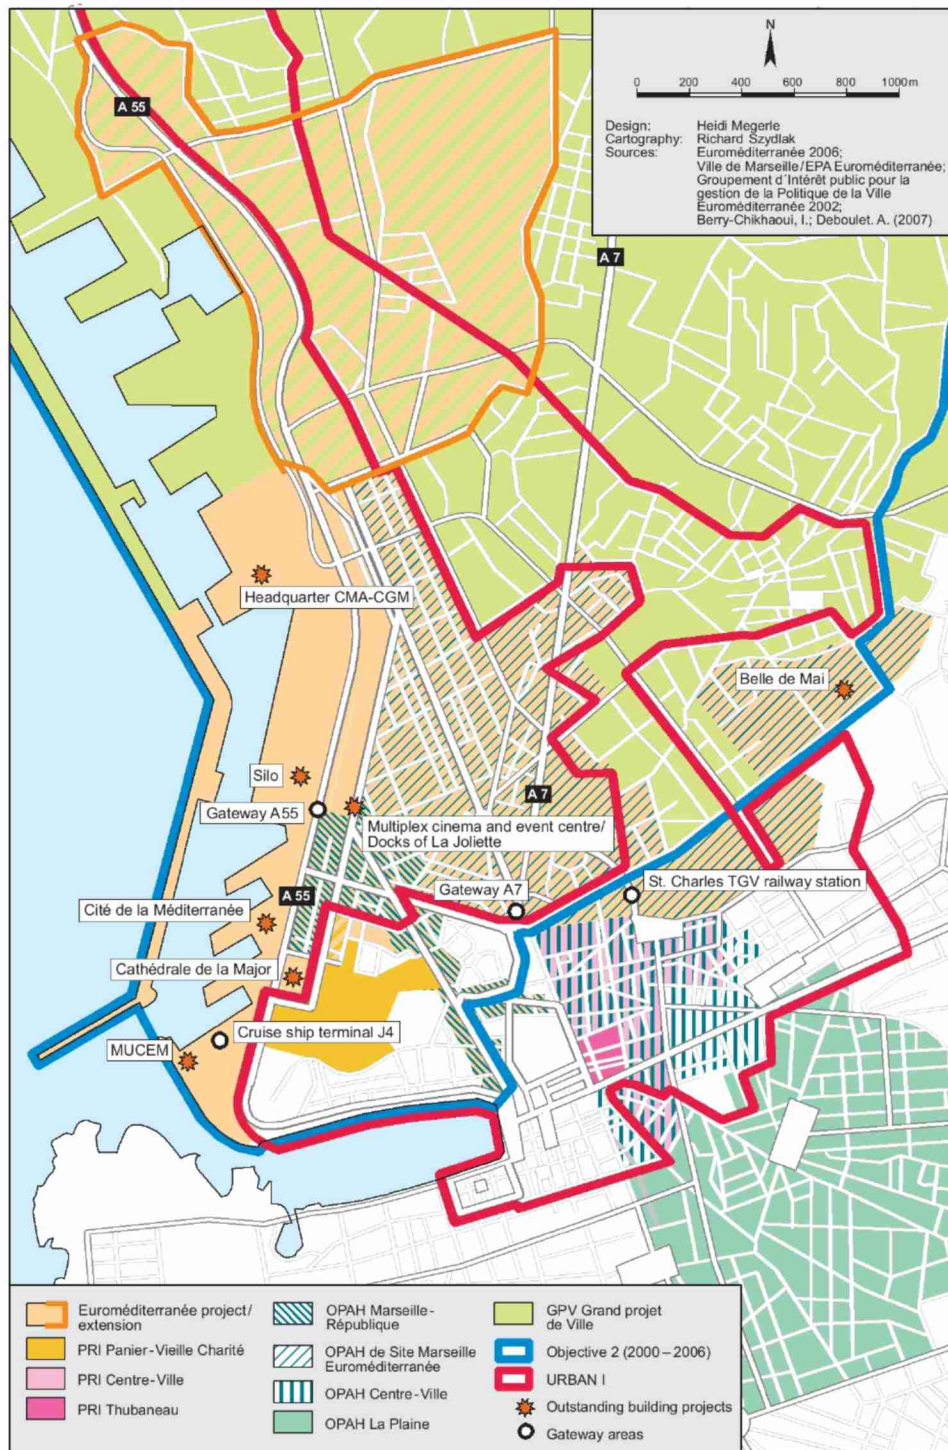 N
0 200 400 600 800 1000 m
Design: Heidi Megerle
Cartography: Richard Szydlak
Sources: Euroméditerranée 2006;
Ville de Marseille/EPA Euroméditerranée;
Groupement d´Intérêt public pour la
gestion de la Politique de la Ville
Euroméditerranée 2002;
Berry-Chikhaoui, I.; Deboulet. A. (2007)
A 55
A 7
Headquarter CMA-CGM
Belle de Mai
Silo
Gateway A55
A 7
Multiplex cinema and event centre/
Docks of La Joliette
St. Charles TGV railway station
Gateway A7
A 55
Cité de la Méditerranée
Cathédrale de la Major
Cruise ship terminal J4
MUCEM
Euroméditerranée project/
extension
PRI Panier-Vieille Charité
PRI Centre-Ville
PRI Thubaneau
OPAH Marseille-
République
OPAH de Site Marseille
Euroméditerranée
OPAH Centre-Ville
OPAH La Plaine
GPV Grand projet
de Ville
Objective 2 (2000 – 2006)
URBAN I
Outstanding building projects
Gateway areas